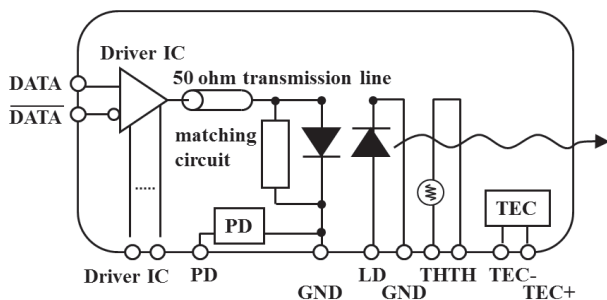 Driver IC
50 ohm transmission line
DATA
DATA
matching
circuit
PD
TEC
Driver IC
PD
GND
LD
GND
THTH
TEC-
TEC+